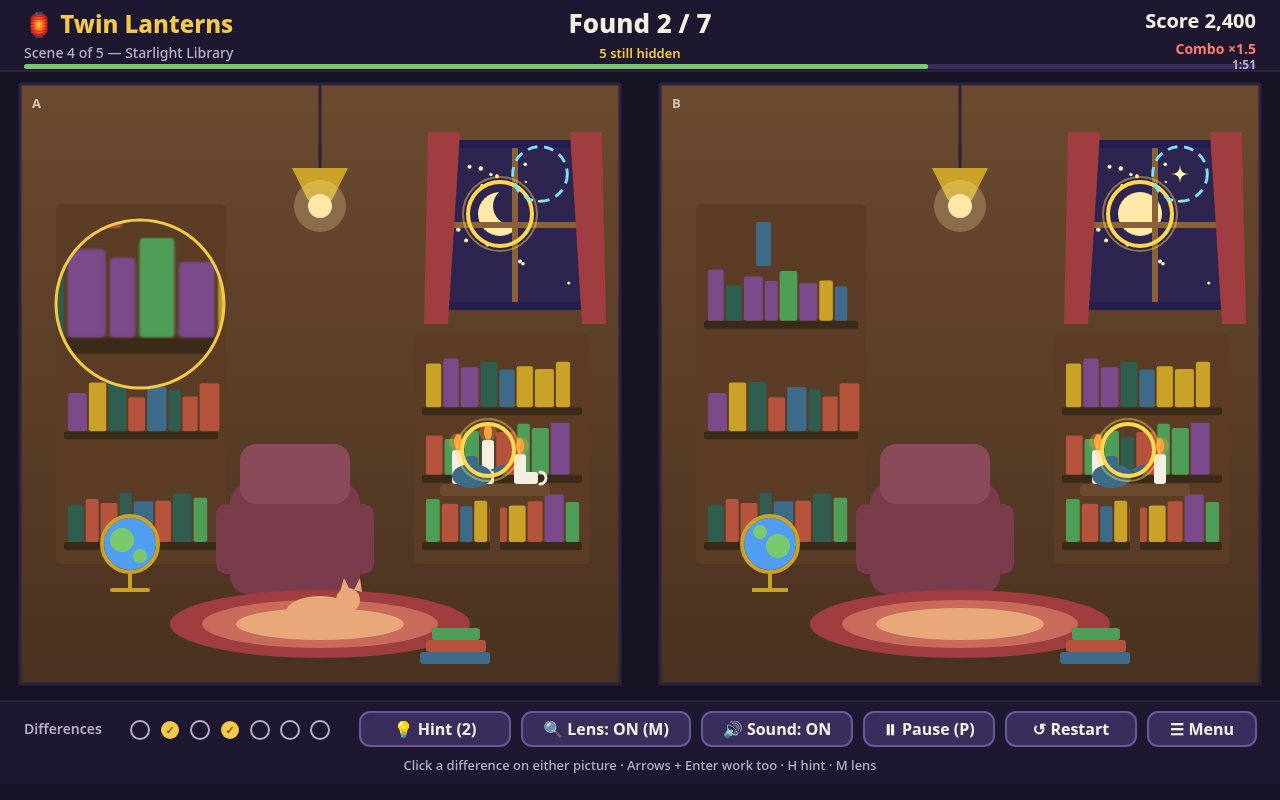 Twin Lanterns
Scene 4 of 5 — Starlight Library
Found 2 / 7
5 still hidden
Score 2,400
Combo ×1.5
1:51
A
B
Differences
Hint (2)
Lens: ON (M)
Sound: ON
Pause (P)
↺ Restart
☰ Menu
Click a difference on either picture · Arrows + Enter work too · H hint · M lens